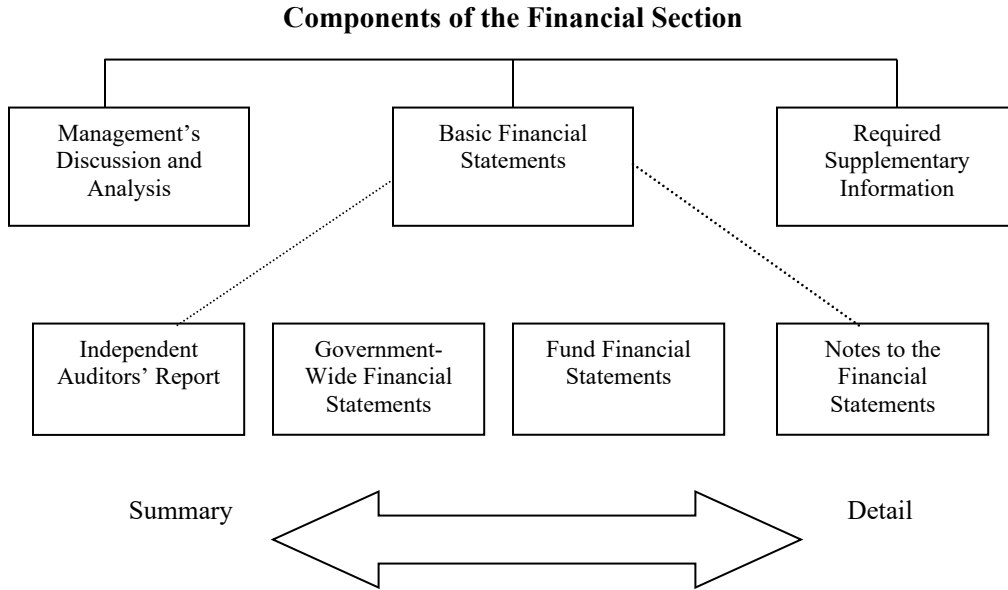 Components of the Financial Section
Management’s
Discussion and
Analysis
Basic Financial
Statements
Required
Supplementary
Information
Independent
Auditors’ Report
Government-
Wide Financial
Statements
Fund Financial
Statements
Notes to the
Financial
Statements
Summary
Detail